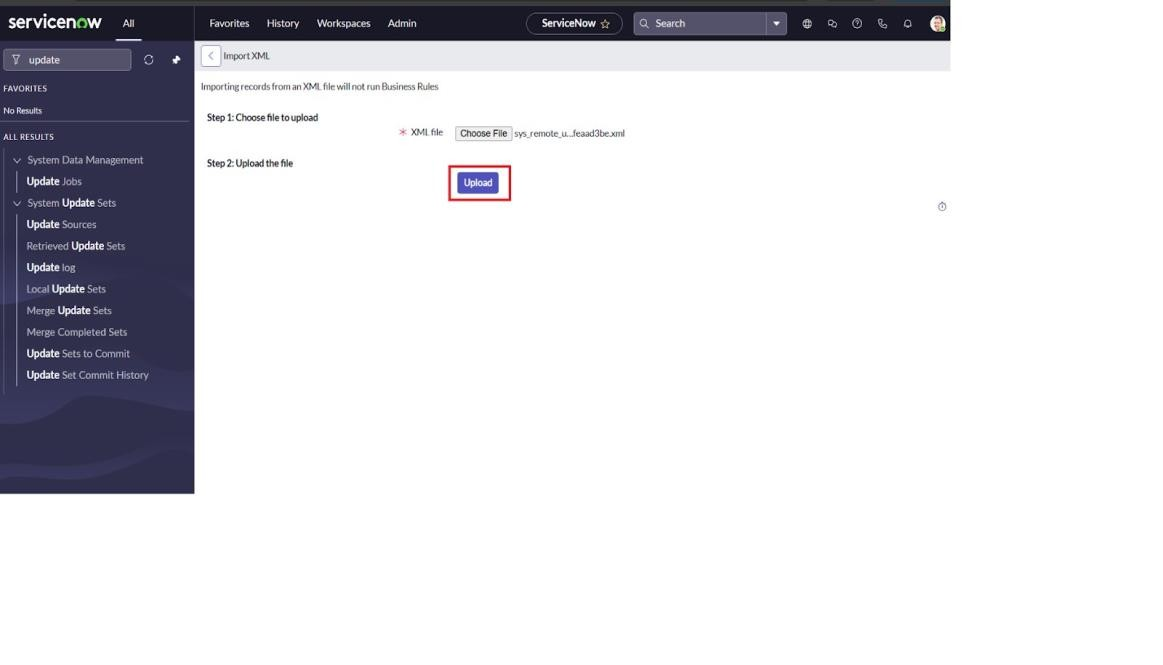 servicenow All Favorites History Workspaces Admin ServiceNow Search
update
Import XML
Importing records from an XML file will not run Business Rules
FAVORITES
No Results
ALL RESULTS
System Data Management
Update Jobs
System Update Sets
Update Sources
Retrieved Update Sets
Update log
Local Update Sets
Merge Update Sets
Merge Completed Sets
Update Sets to Commit
Update Set Commit History
Step 1: Choose file to upload
XML file Choose File sys_remote_u...feaad3be.xml
Step 2: Upload the file
Upload